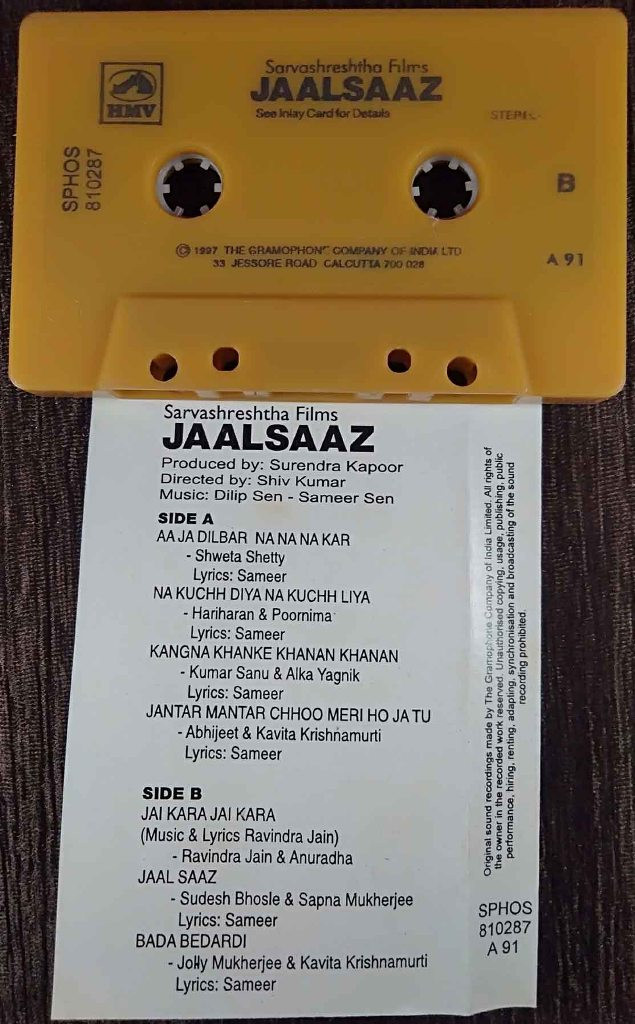 Sarvashreshtha Films
JAALSAAZ
See Inlay Card for Details
HMV
SPHOS
810287
B
© 1997 THE GRAMOPHONE COMPANY OF INDIA LTD
33 JESSORE ROAD CALCUTTA 700 028
A 91
Sarvashreshtha Films
JAALSAAZ
Produced by: Surendra Kapoor
Directed by: Shiv Kumar
Music: Dilip Sen - Sameer Sen
SIDE A
AA JA DILBAR NA NA NA KAR
- Shweta Shetty
Lyrics: Sameer
NA KUCHH DIYA NA KUCHH LIYA
- Hariharan & Poornima
Lyrics: Sameer
KANGNA KHANKE KHANAN KHANAN
- Kumar Sanu & Alka Yagnik
Lyrics: Sameer
JANTAR MANTAR CHHOO MERI HO JA TU
- Abhijeet & Kavita Krishnamurti
Lyrics: Sameer
SIDE B
JAI KARA JAI KARA
(Music & Lyrics Ravindra Jain)
- Ravindra Jain & Anuradha
JAAL SAAZ
- Sudesh Bhosle & Sapna Mukherjee
Lyrics: Sameer
BADA BEDARDI
- Jolly Mukherjee & Kavita Krishnamurti
Lyrics: Sameer
Original sound recordings made by The Gramophone Company of India Limited. All rights of
the owner in the recorded work reserved. Unauthorised copying, usage, publishing, public
performance, hiring, renting, adapting, synchronisation and broadcasting of the sound
recording prohibited.
SPHOS
810287
A 91